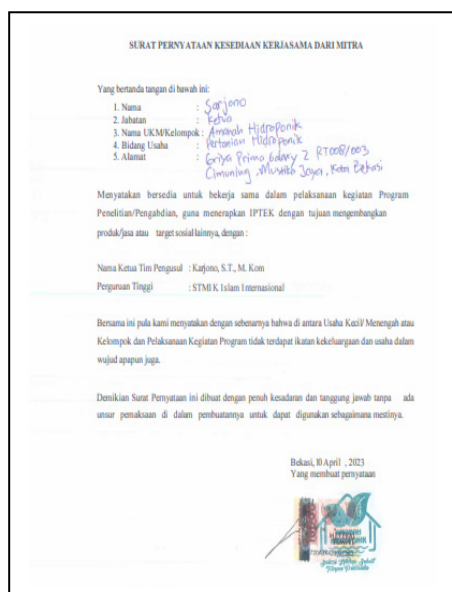 SURAT PERNYATAAN KESEDIAAN KERJASAMA DARI MITRA
Yang bertanda tangan di bawah ini:
1. Nama : Sarjono
2. Jabatan : Ketua
3. Nama UKM/Kelompok : Amanah Hidroponik
4. Bidang Usaha : Pertanian Hidroponik
5. Alamat : Griya Prima Galaxy 2 RT008/003
Cimuning, Mustika Jaya, Kota Bekasi
Menyatakan bersedia untuk bekerja sama dalam pelaksanaan kegiatan Program
Penelitian/Pengabdian, guna menerapkan IPTEK dengan tujuan mengembangkan
produk/jasa atau target sosial lainnya, dengan :
Nama Ketua Tim Pengusul : Karjono, S.T., M. Kom
Perguruan Tinggi : STMI K Islam Internasional
Bersama ini pula kami menyatakan dengan sebenarnya bahwa di antara Usaha Kecil/ Menengah atau
Kelompok dan Pelaksanaan Kegiatan Program tidak terdapat ikatan kekeluargaan dan usaha dalam
wujud apapun juga.
Demikian Surat Pernyataan ini dibuat dengan penuh kesadaran dan tanggung jawab tanpa ada
unsur pemaksaan di dalam pembuatannya untuk dapat digunakan sebagaimana mestinya.
Bekasi, 10 April , 2023
Yang membuat pernyataan